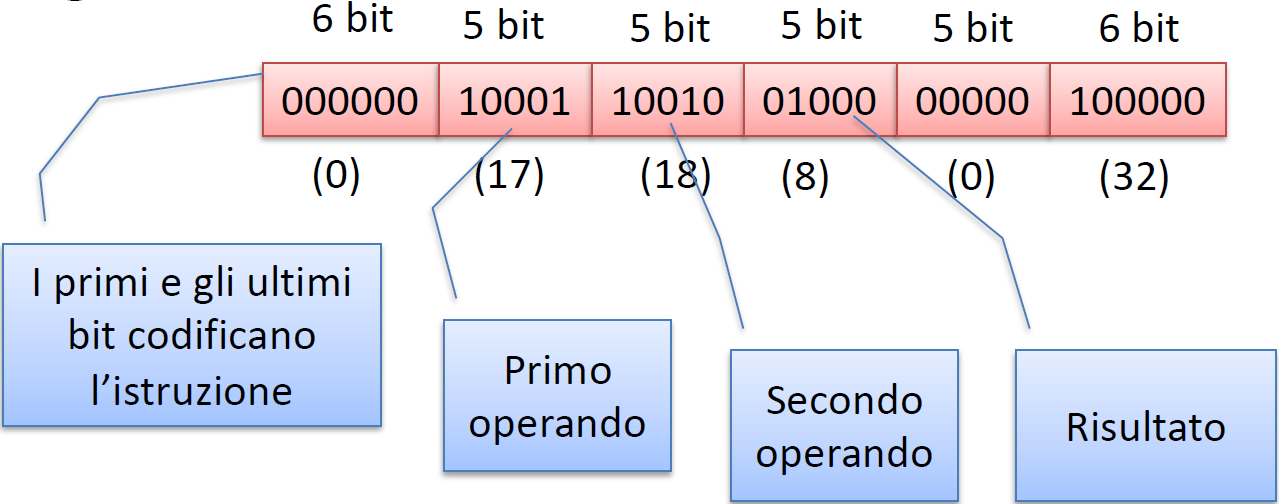 6 bit 5 bit 5 bit 5 bit 5 bit 6 bit
000000 10001 10010 01000 00000 100000
(0) (17) (18) (8) (0) (32)
I primi e gli ultimi
bit codificano
l’istruzione
Primo
operando
Secondo
operando
Risultato